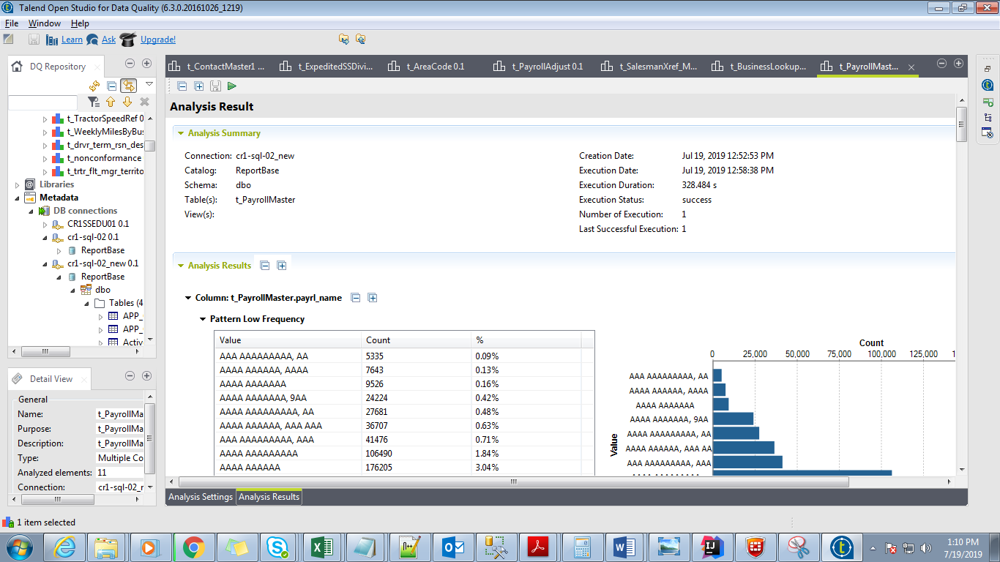 Talend Open Studio for Data Quality (6.3.0.20161026_1219)
File Window Help
Learn Ask Upgrade!
DQ Repository
t_TractorSpeedRef 0
t_WeeklyMilesByBus
t_drvr_term_rsn_des
t_nonconformance
t_trtr_flt_mgr_territo
Libraries
Metadata
DB connections
CR1SSEDU01 0.1
cr1-sql-02 0.1
ReportBase
cr1-sql-02_new 0.1
ReportBase
dbo
Tables (4
APP_
APP_
Activ
Detail View
General
Name: t_PayrollMa
Purpose: t_PayrollMa
Description: t_PayrollMa
Type: Multiple Co
Analyzed elements: 11
Connection: cr1-sql-02_r
t_ContactMaster1 ... t_ExpeditedSSDivi... t_AreaCode 0.1 t_PayrollAdjust 0.1 t_SalesmanXref_M... t_BusinessLookup... t_PayrollMast...
Analysis Result
Analysis Summary
Connection: cr1-sql-02_new
Catalog: ReportBase
Schema: dbo
Table(s): t_PayrollMaster
View(s):
Creation Date: Jul 19, 2019 12:52:53 PM
Execution Date: Jul 19, 2019 12:58:38 PM
Execution Duration: 328.484 s
Execution Status: success
Number of Execution: 1
Last Successful Execution: 1
Analysis Results
Column: t_PayrollMaster.payrl_name
Pattern Low Frequency
Value Count %
AAA AAAAAAAAA, AA 5335 0.09%
AAAA AAAAAA, AAAA 7643 0.13%
AAAA AAAAAAA 9526 0.16%
AAAA AAAAAAA, 9AA 24224 0.42%
AAAA AAAAAAAAA, AA 27681 0.48%
AAAA AAAAAA, AAA AAA 36707 0.63%
AAA AAAAAAAAA, AAA 41476 0.71%
AAAA AAAAAAAAA 106490 1.84%
AAAA AAAAAA 176205 3.04%
Count
0 25,000 50,000 75,000 100,000 125,000 1
Value
AAA AAAAAAAAA, AA
AAAA AAAAAA, AAAA
AAAA AAAAAAA
AAAA AAAAAAA, 9AA
AAAA AAAAAAAAA, AA
AAAA AAAAAA, AAA AA
AAA AAAAAAAAA, AAA
Analysis Settings Analysis Results
1 item selected
1:10 PM
7/19/2019